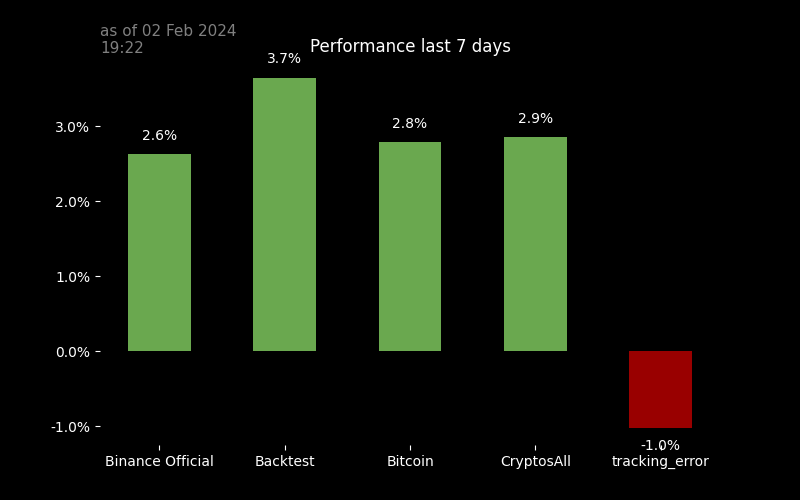 as of 02 Feb 2024
19:22
Performance last 7 days
3.7%
2.9%
2.8%
2.6%
3.0%
2.0%
1.0%
0.0%
-1.0%
-1.0%
Binance Official
Backtest
Bitcoin
CryptosAll
tracking_error